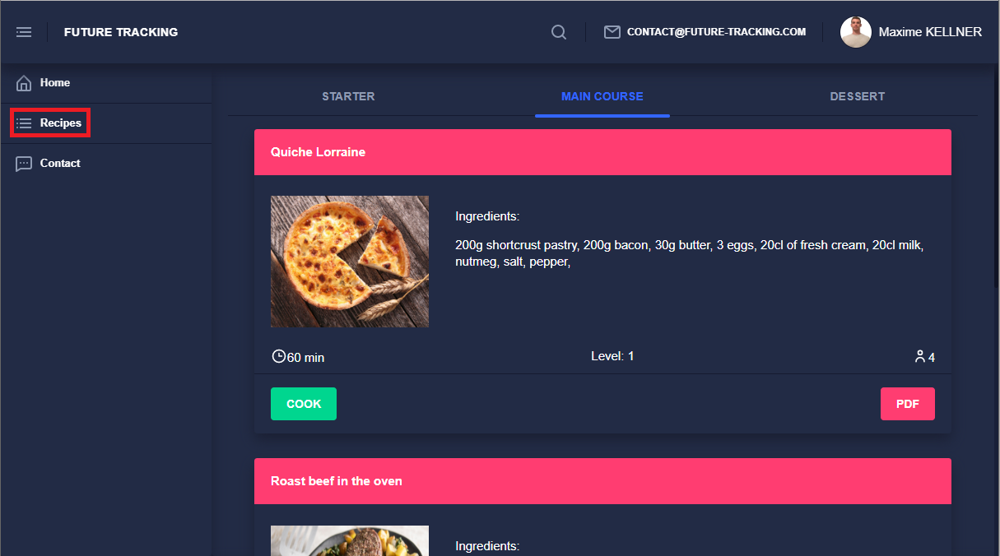 FUTURE TRACKING
CONTACT@FUTURE-TRACKING.COM
Maxime KELLNER
Home
Recipes
Contact
STARTER
MAIN COURSE
DESSERT
Quiche Lorraine
Ingredients:
200g shortcrust pastry, 200g bacon, 30g butter, 3 eggs, 20cl of fresh cream, 20cl milk,
nutmeg, salt, pepper,
60 min
Level: 1
4
COOK
PDF
Roast beef in the oven
Ingredients: